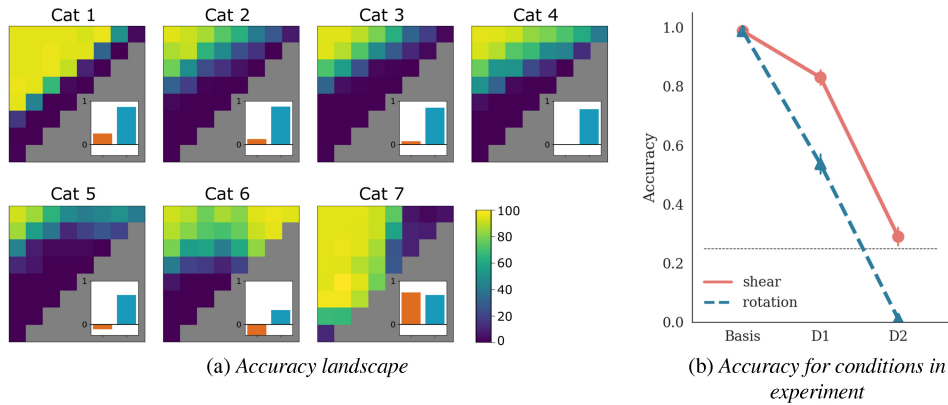 Cat 1 Cat 2 Cat 3 Cat 4
1 1 1 1
0 0 0 0
Cat 5 Cat 6 Cat 7
1 1 1
0 0 0
100
80
60
40
20
0
(a) Accuracy landscape
1.0
0.8
0.6
0.4
0.2
0.0
Accuracy
shear
rotation
Basis D1 D2
(b) Accuracy for conditions in
experiment